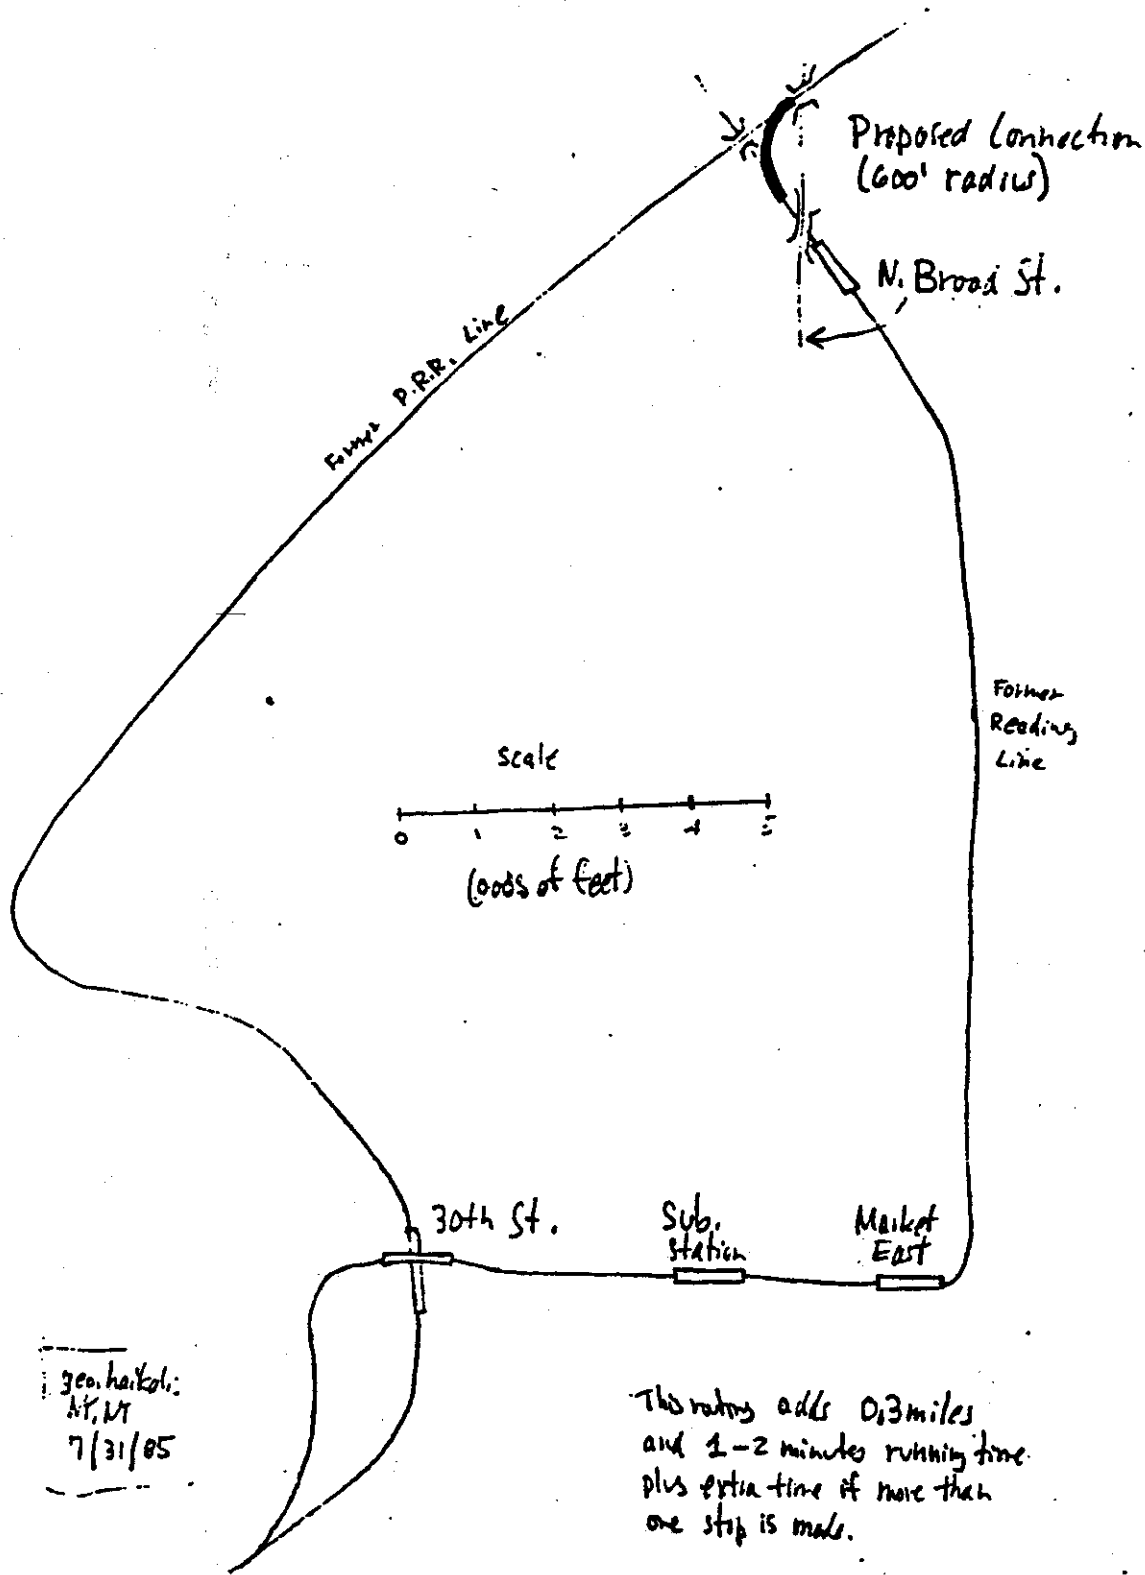 Proposed Connection
(600' radius)
N. Broad St.
Former P.R.R. Line
Former
Reading
Line
Scale
0 1 2 3 4 5
(000s of feet)
30th St.
Sub.
Station
Market
East
7/31/85
This adds 0.3 miles
and 1-2 minutes running time
plus extra time if more than
one stop is made.